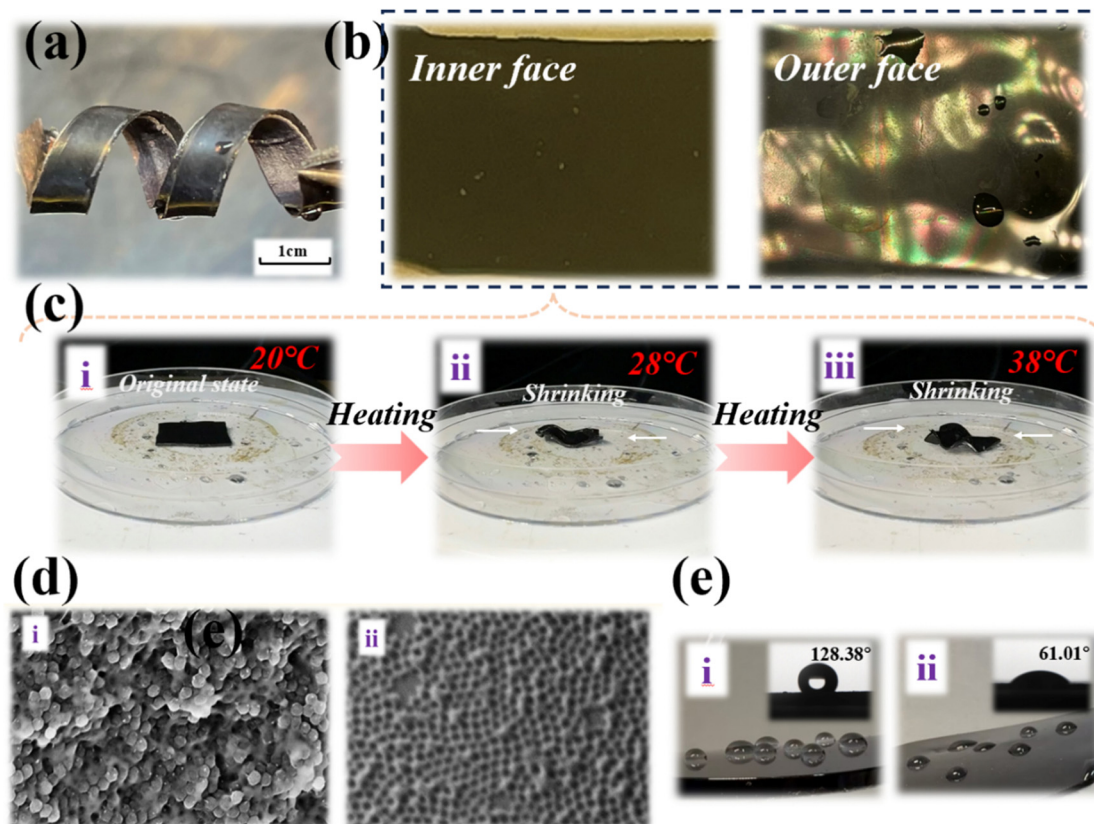 (a)
1cm
(b)
Inner face
Outer face
(c)
i
20°C
Original state
Heating
ii
28°C
Shrinking
Heating
iii
38°C
Shrinking
(d)
i
(e)
ii
(e)
i
128.38°
ii
61.01°